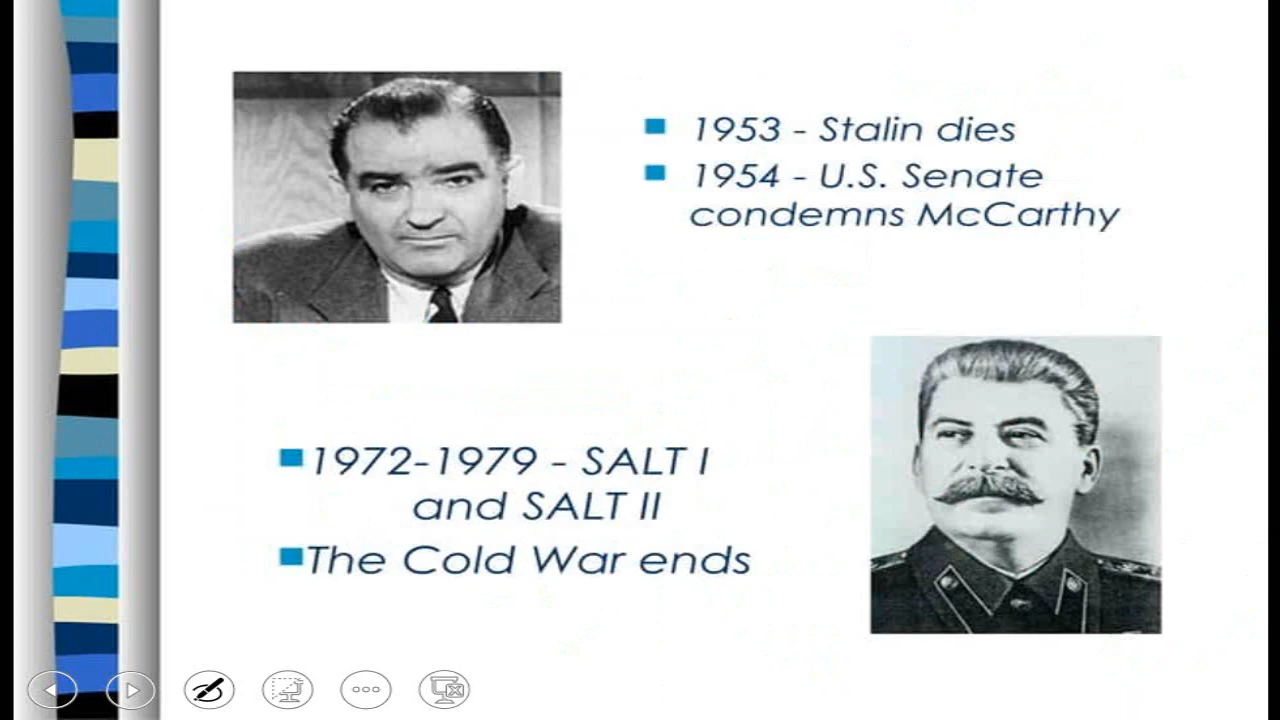 1953 - Stalin dies
1954 - U.S. Senate
condemns McCarthy
1972-1979 - SALT I
and SALT II
The Cold War ends